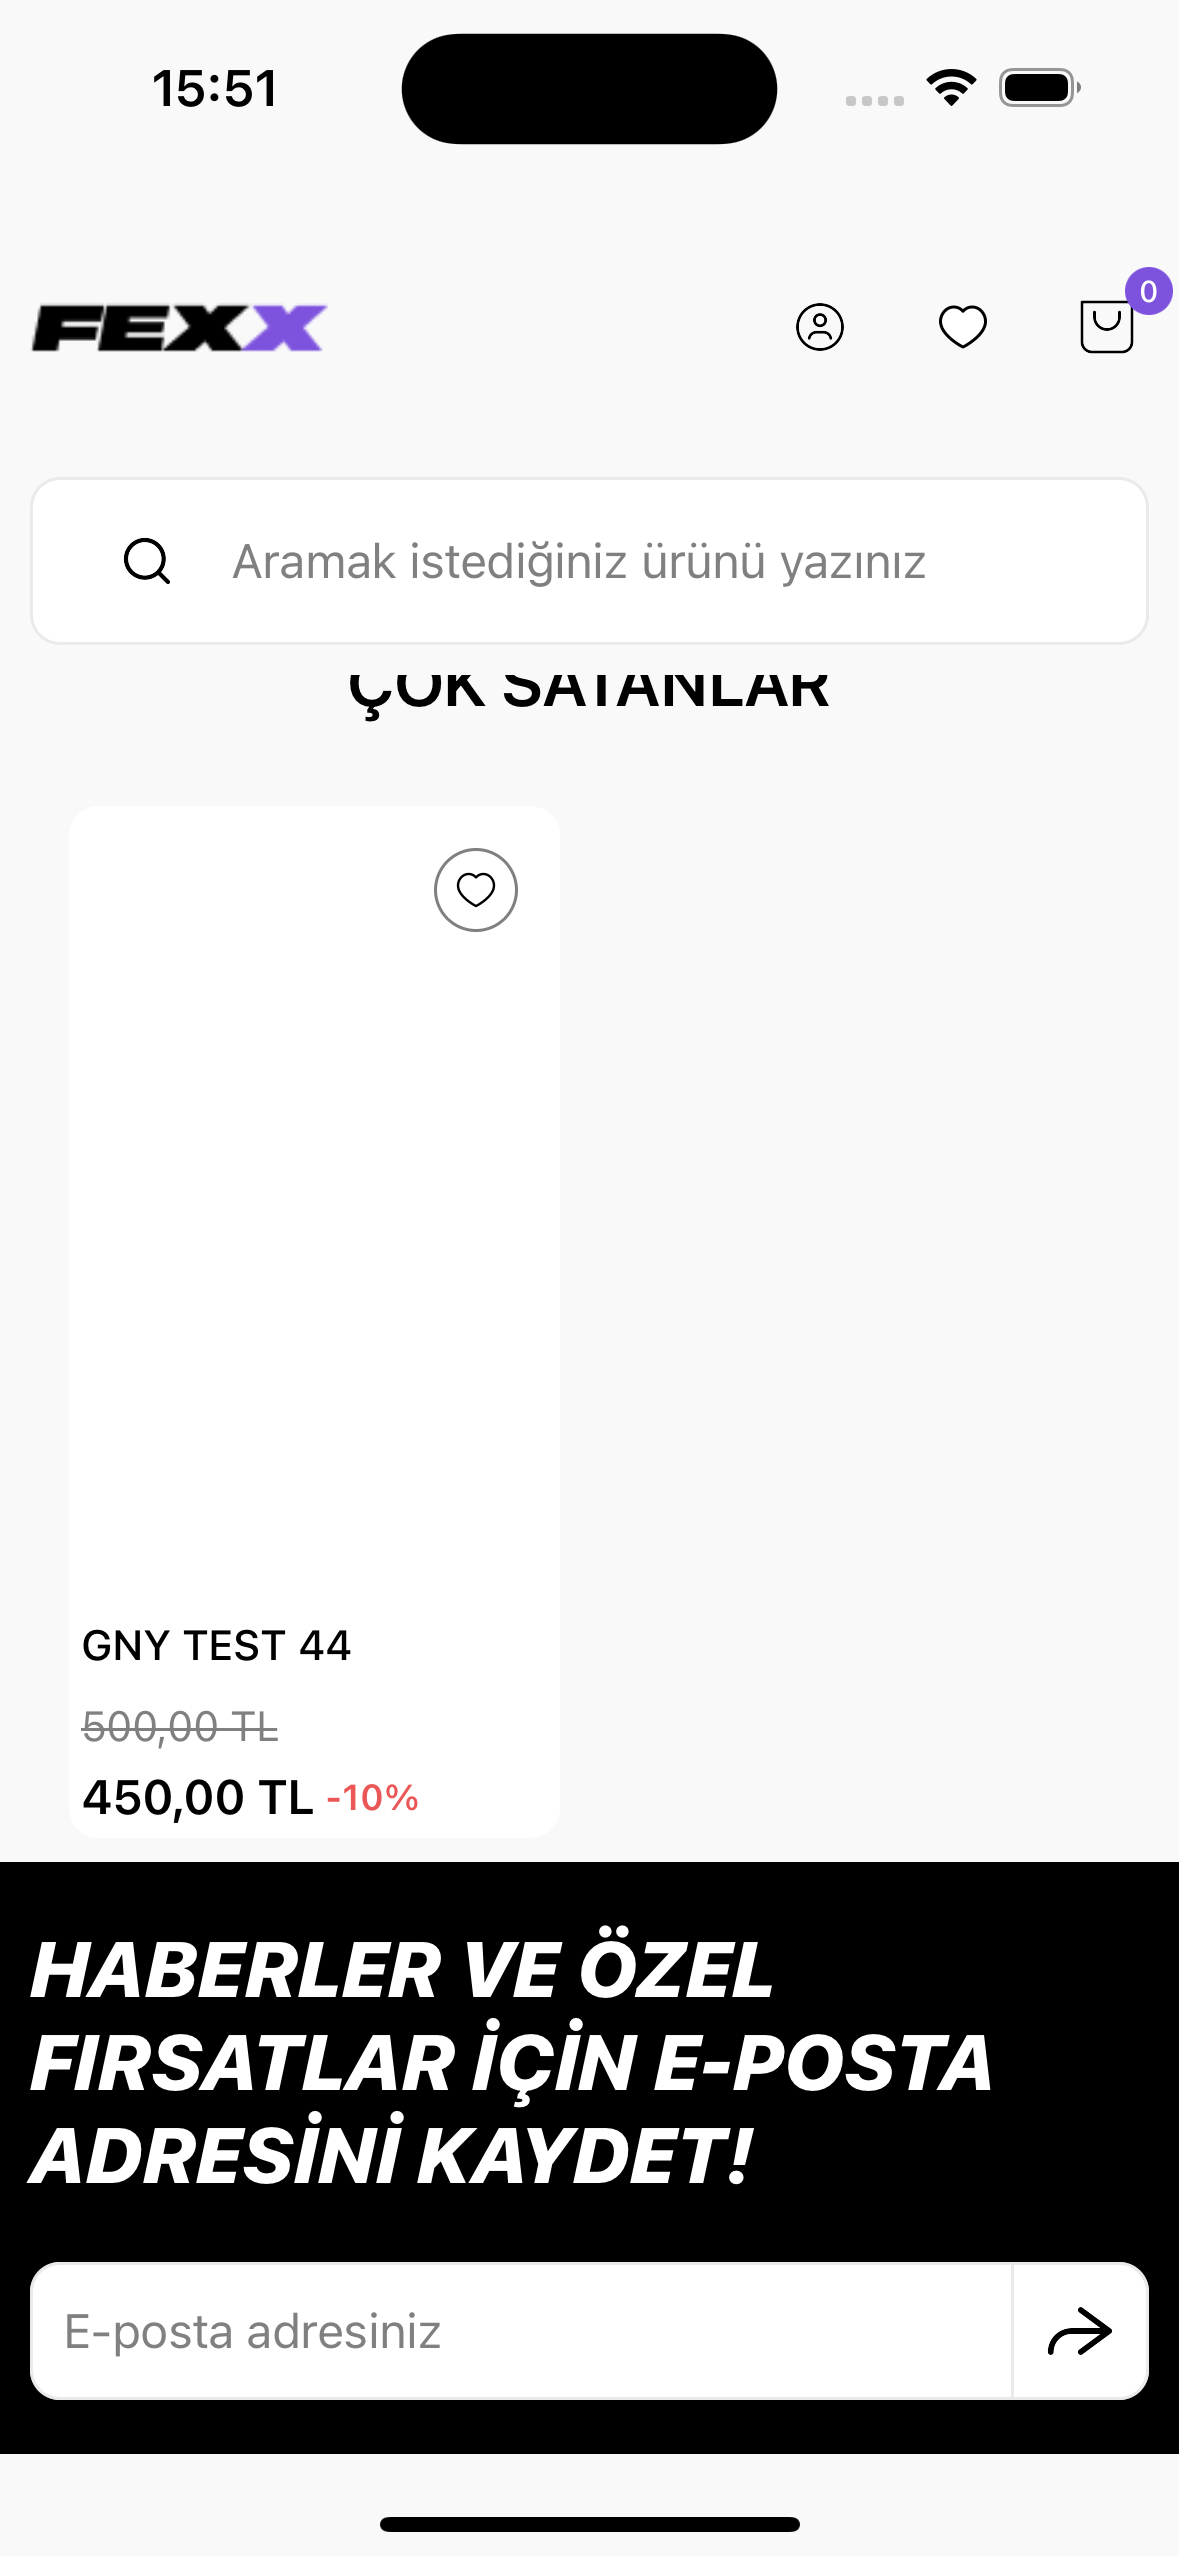 15:51
FEXX
0
Aramak istediğiniz ürünü yazınız
ÇOK SATANLAR
GNY TEST 44
500,00 TL
450,00 TL -10%
HABERLER VE ÖZEL
FIRSATLAR İÇİN E-POSTA
ADRESİNİ KAYDET!
E-posta adresiniz